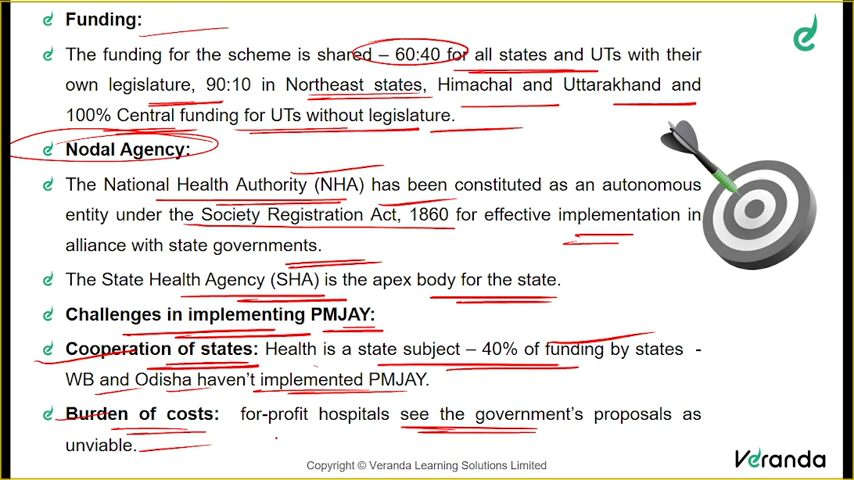 Funding:
The funding for the scheme is shared – 60:40 for all states and UTs with their
own legislature, 90:10 in Northeast states, Himachal and Uttarakhand and
100% Central funding for UTs without legislature.
Nodal Agency:
The National Health Authority (NHA) has been constituted as an autonomous
entity under the Society Registration Act, 1860 for effective implementation in
alliance with state governments.
The State Health Agency (SHA) is the apex body for the state.
Challenges in implementing PMJAY:
Cooperation of states: Health is a state subject – 40% of funding by states -
WB and Odisha haven't implemented PMJAY.
Burden of costs: for-profit hospitals see the government's proposals as
unviable.
Copyright © Veranda Learning Solutions Limited
Veranda